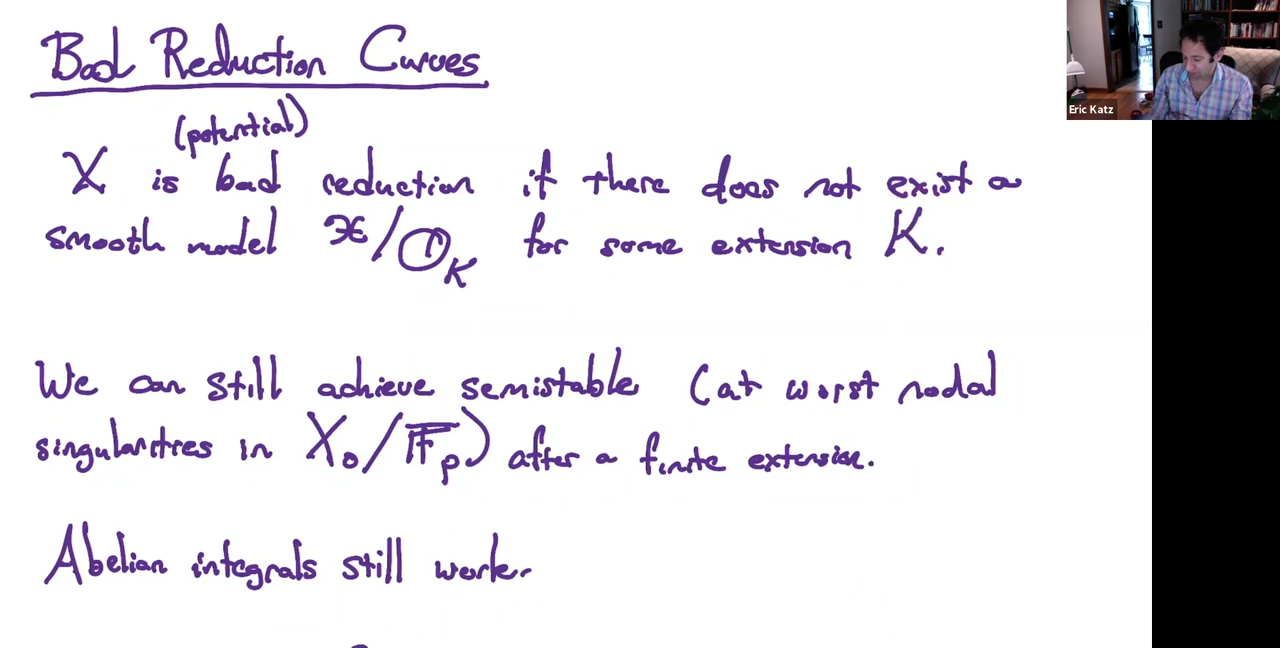 Bad Reduction Curves
(potential)
X is bad reduction if there does not exist a
smooth model 𝒳/𝒪_K for some extension K.
We can still achieve semistable (at worst nodal
singularities in X₀/F̅_p) after a finite extension.
Abelian integrals still work.
Eric Katz